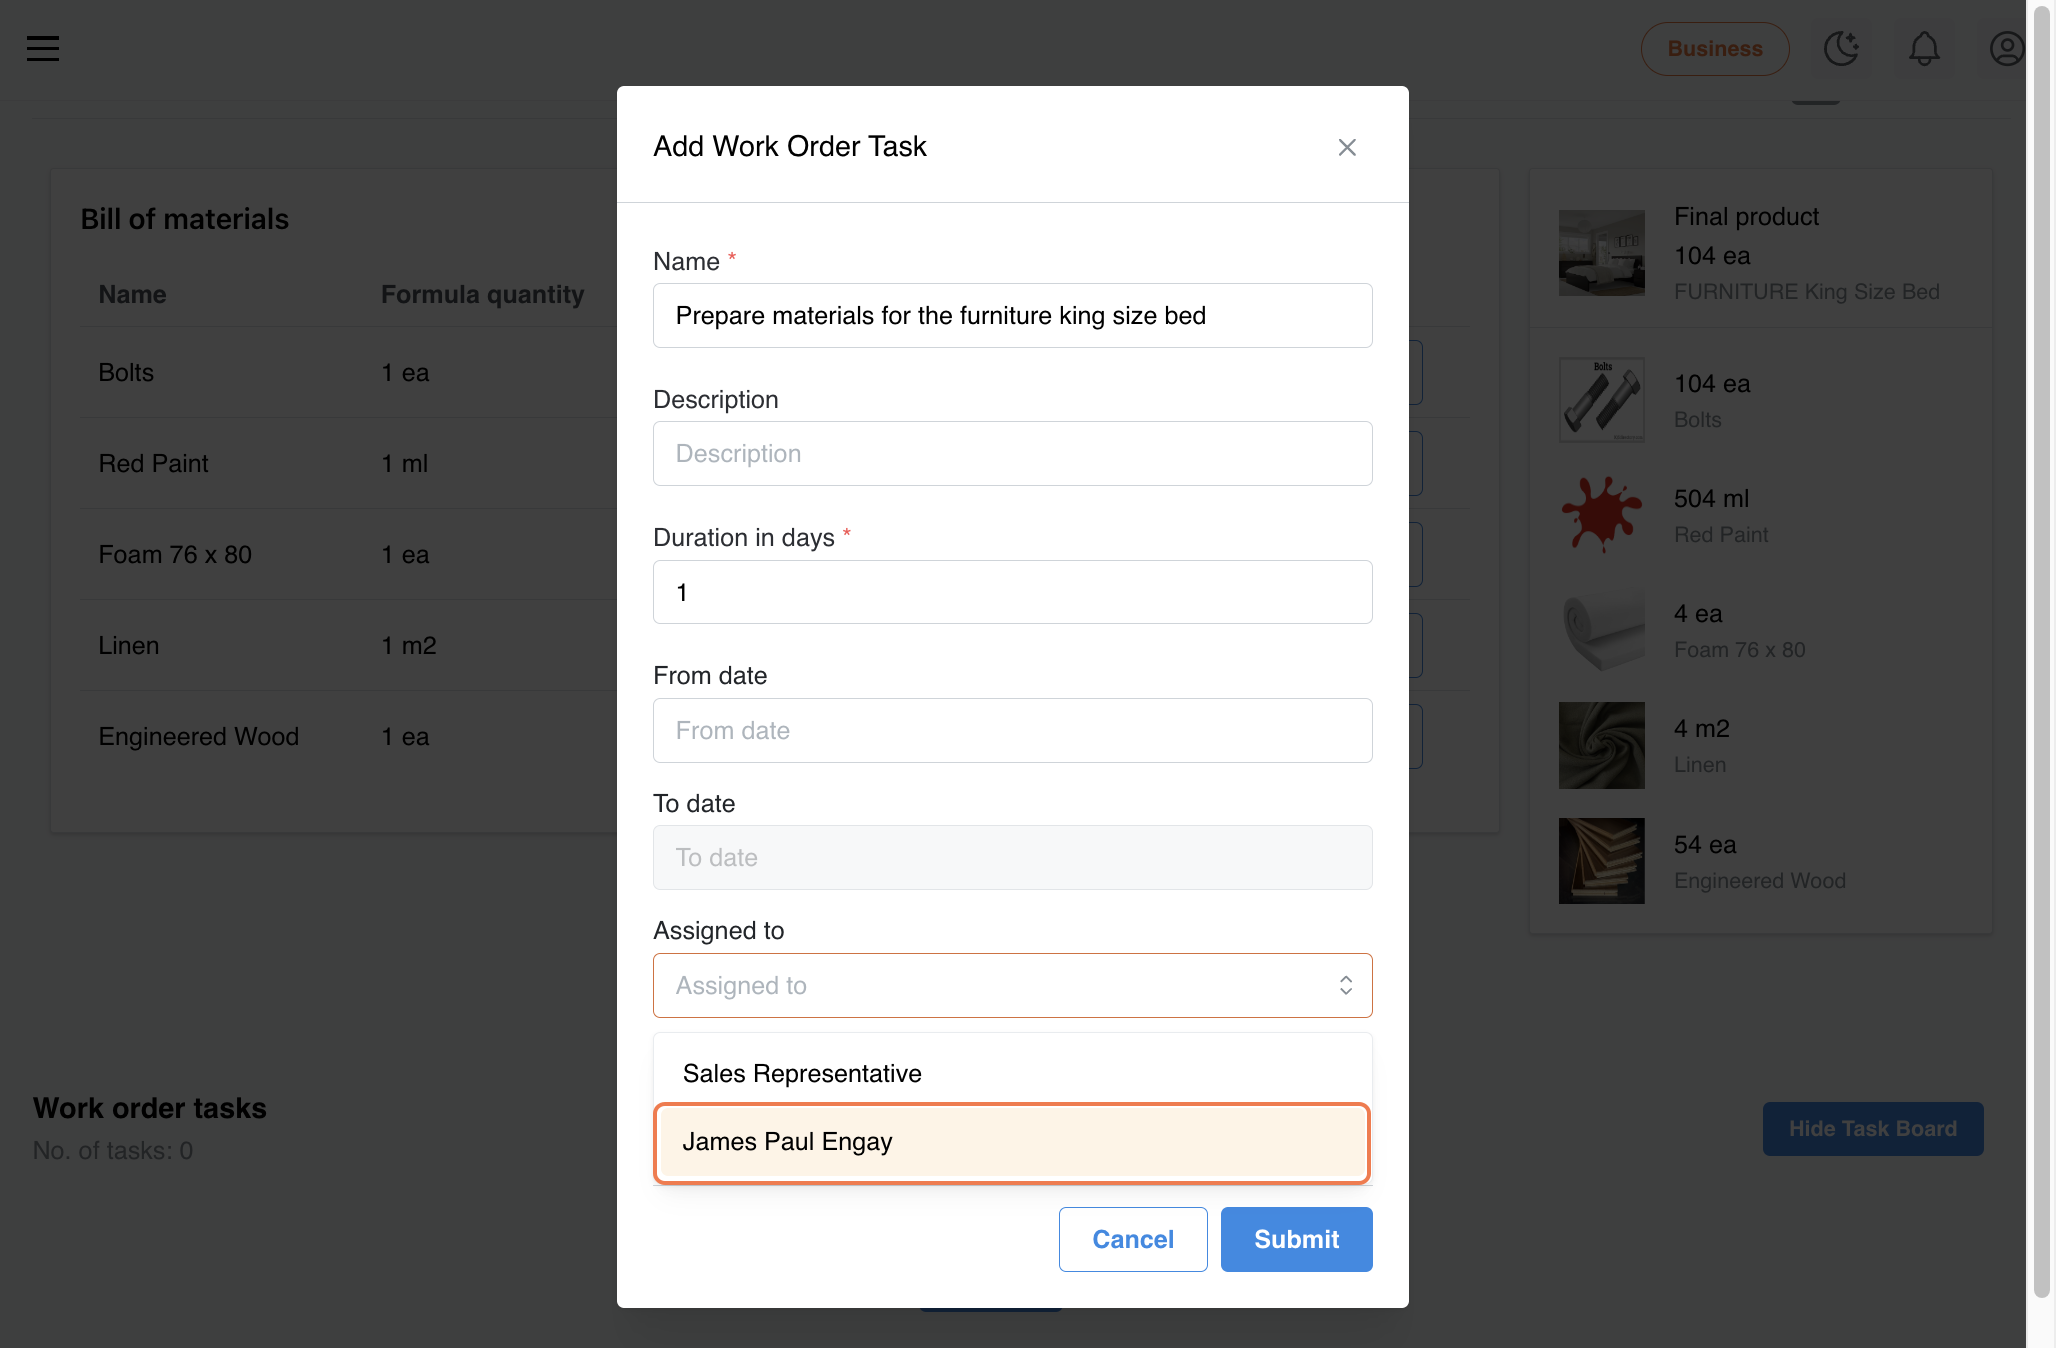 Business
Add Work Order Task
Bill of materials
Name
Formula quantity
Bolts
1 ea
Red Paint
1 ml
Foam 76 x 80
1 ea
Linen
1 m2
Engineered Wood
1 ea
Name *
Prepare materials for the furniture king size bed
Description
Description
Duration in days *
1
From date
From date
To date
To date
Assigned to
Assigned to
Sales Representative
James Paul Engay
Cancel
Submit
Final product
104 ea
FURNITURE King Size Bed
Bolts
104 ea
Bolts
504 ml
Red Paint
4 ea
Foam 76 x 80
4 m2
Linen
54 ea
Engineered Wood
Work order tasks
No. of tasks: 0
Hide Task Board